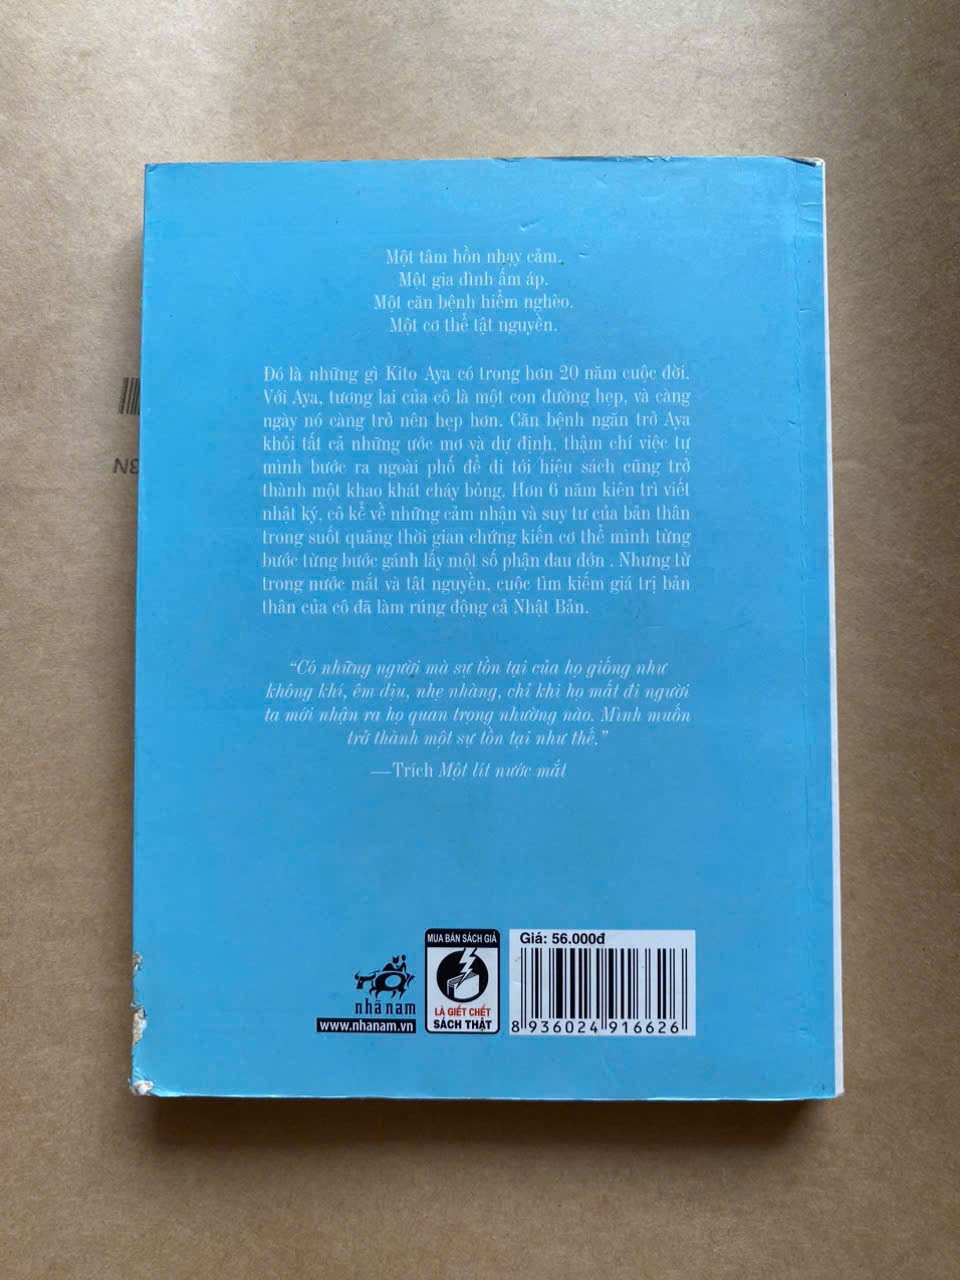 Một tâm hồn nhạy cảm.
Một gia đình ấm áp.
Một căn bệnh hiểm nghèo.
Một cơ thể tật nguyền.
Đó là những gì Kito Aya có trong hơn 20 năm cuộc đời.
Với Aya, tương lai của cô là một con đường hẹp, và càng
ngày nó càng trở nên hẹp hơn. Căn bệnh ngăn trở Aya
khỏi tất cả những ước mơ và dự định, thậm chí việc tự
mình bước ra ngoài phố để đi tới hiệu sách cũng trở
thành một khao khát cháy bỏng. Hơn 6 năm kiên trì viết
nhật ký, cô kể về những cảm nhận và suy tư của bản thân
trong suốt quãng thời gian chứng kiến cơ thể mình từng
bước từng bước gánh lấy một số phận đau đớn . Nhưng từ
trong nước mắt và tật nguyền, cuộc tìm kiếm giá trị bản
thân của cô đã làm rúng động cả Nhật Bản.
“Có những người mà sự tồn tại của họ giống như
không khí, êm dịu, nhẹ nhàng, chỉ khi họ mất đi người
ta mới nhận ra họ quan trọng nhường nào. Mình muốn
trở thành một sự tồn tại như thế.”
—Trích Một lít nước mắt
nhã nam
www.nhanam.vn
MUA BÁN SÁCH GIẢ
LÀ GIẾT CHẾT
SÁCH THẬT
Giá: 56.000đ
8 936024 916626